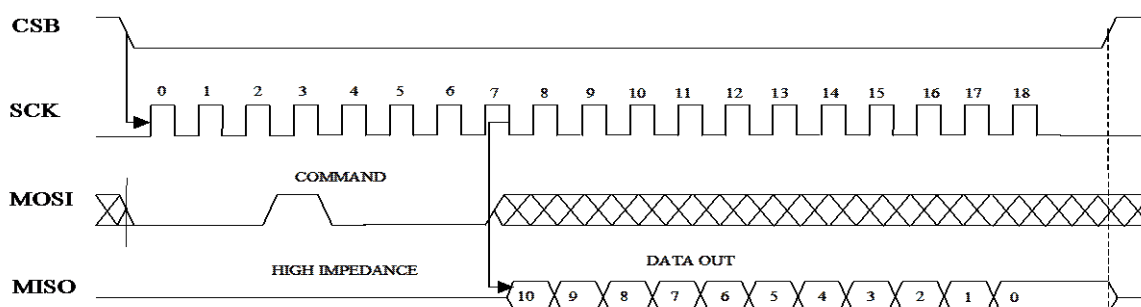 CSB
0 1 2 3 4 5 6 7 8 9 10 11 12 13 14 15 16 17 18
SCK
COMMAND
MOSI
HIGH IMPEDANCE
DATA OUT
MISO
10 9 8 7 6 5 4 3 2 1 0